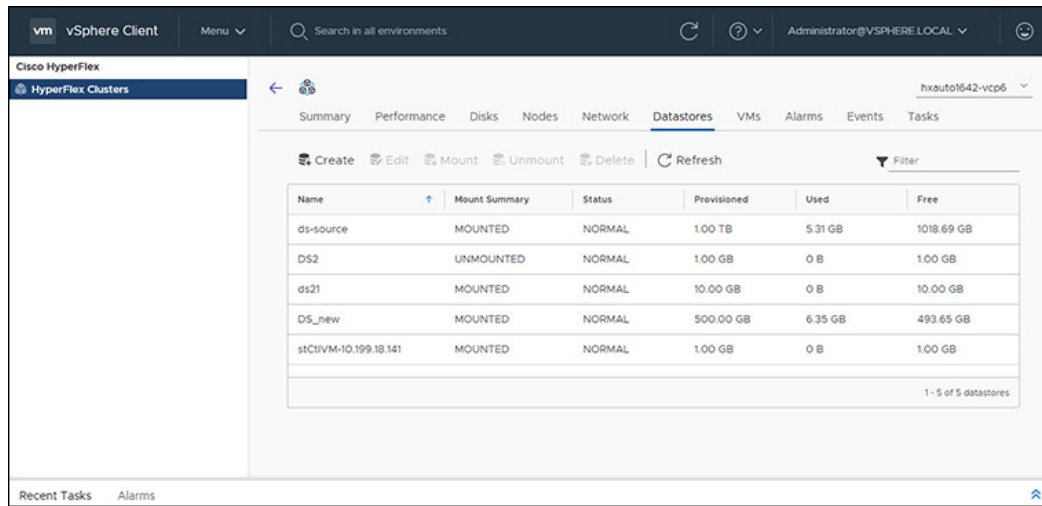 vm vSphere Client Menu Search in all environments Administrator@VSPHERE.LOCAL
Cisco HyperFlex
HyperFlex Clusters
hxauto1642-vcp6
Summary Performance Disks Nodes Network Datastores VMs Alarms Events Tasks
Create Edit Mount Unmount Delete Refresh Filter
Name Mount Summary Status Provisioned Used Free
ds-source MOUNTED NORMAL 1.00 TB 5.31 GB 1018.69 GB
DS2 UNMOUNTED NORMAL 1.00 GB 0 B 1.00 GB
ds21 MOUNTED NORMAL 10.00 GB 0 B 10.00 GB
DS_new MOUNTED NORMAL 500.00 GB 6.35 GB 493.65 GB
stCtlVM-10.199.18.141 MOUNTED NORMAL 1.00 GB 0 B 1.00 GB
1 - 5 of 5 datastores
Recent Tasks Alarms